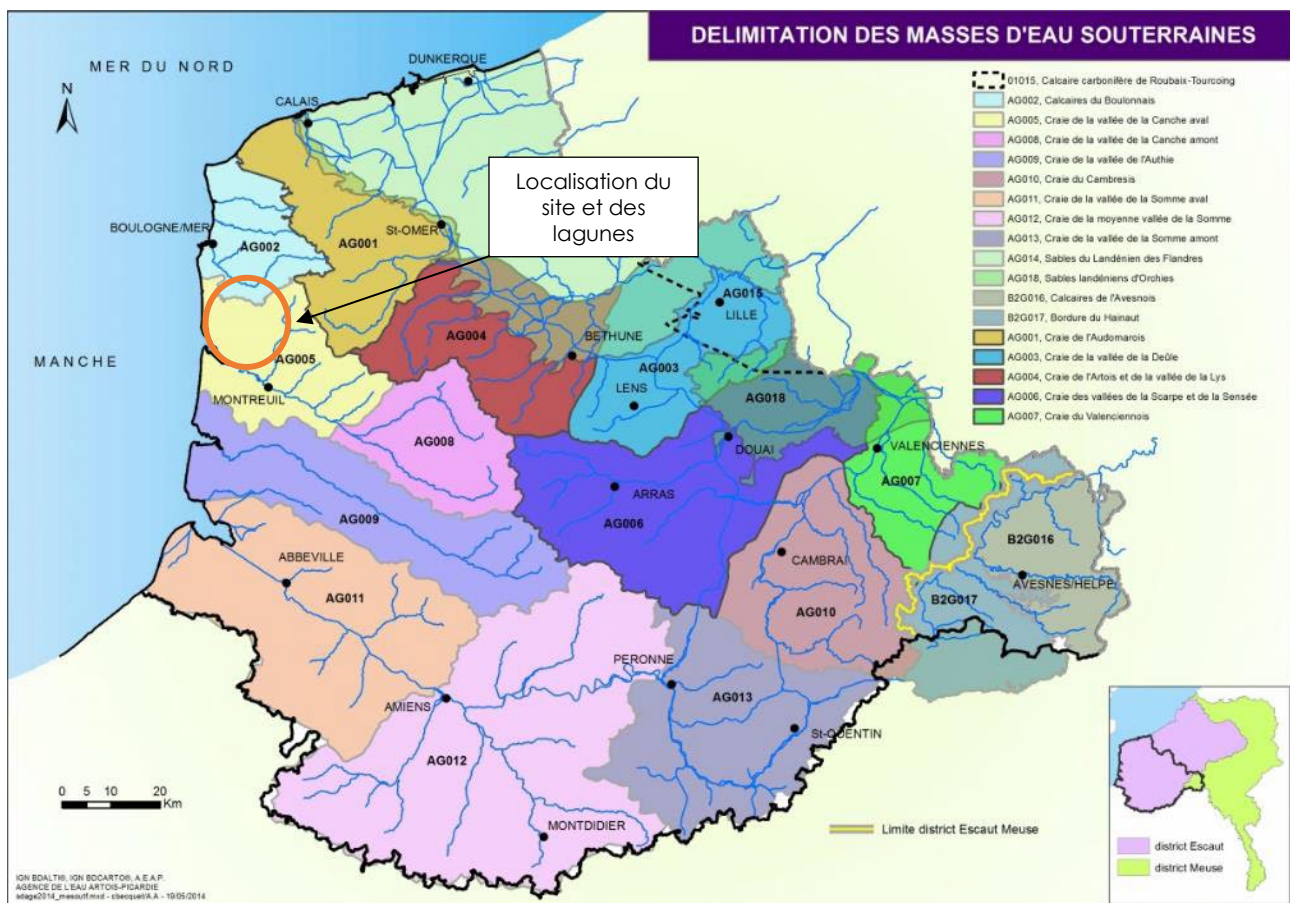 DELIMITATION DES MASSES D'EAU SOUTERRAINES
MER DU NORD
DUNKERQUE
N
CALAIS
01015, Calcaire carbonifère de Roubaix-Tourcoing
AG002, Calcaires du Boulonnais
AG005, Craie de la vallée de la Canche aval
AG008, Craie de la vallée de la Canche amont
AG009, Craie de la vallée de l'Authie
AG010, Craie du Cambresis
AG011, Craie de la vallée de la Somme aval
AG012, Craie de la moyenne vallée de la Somme
AG013, Craie de la vallée de la Somme amont
AG014, Sables du Landénien des Flandres
AG018, Sables landéniens d'Orchies
B2G016, Calcaires de l'Avesnois
B2G017, Bordure du Hainaut
AG001, Craie de l'Audomarois
AG003, Craie de la vallée de la Deûle
AG004, Craie de l'Artois et de la vallée de la Lys
AG006, Craie des vallées de la Scarpe et de la Sensée
AG007, Craie du Valenciennois
Localisation du
site et des
lagunes
BOULOGNE/MER
AG002
AG001
St-OMER
AG015
LILLE
AG004
BETHUNE
MANCHE
AG005
AG003
MONTREUIL
LENS
AG018
AG008
DOUAI
VALENCIENNES
AG007
ARRAS
AG009
AG006
B2G016
ABBEVILLE
CAMBRAI
AVESNES/HELPE
AG011
AG010
B2G017
PERONNE
AG013
AMIENS
St-QUENTIN
AG012
0 5 10 20
Km
MONTDIDIER
Limite district Escaut Meuse
district Escaut
district Meuse
IGN BDALTI®, IGN BDCARTO®, A.E.A.P.
AGENCE DE L'EAU ARTOIS-PICARDIE
sdage2014_mesoutf.mxd - cbecquet/A.A - 19/05/2014